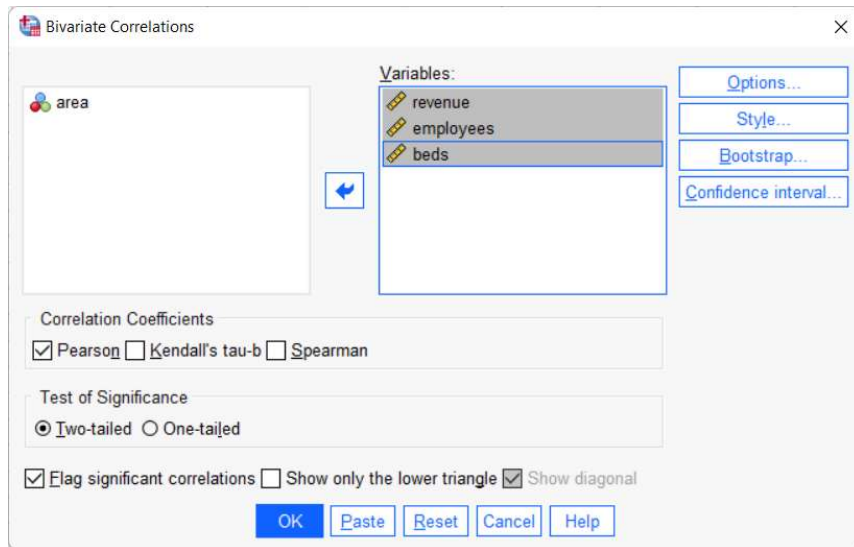 Bivariate Correlations
Variables:
area
revenue
employees
beds
Options...
Style...
Bootstrap...
Confidence interval...
Correlation Coefficients
Pearson Kendall's tau-b Spearman
Test of Significance
Two-tailed One-tailed
Flag significant correlations Show only the lower triangle Show diagonal
OK Paste Reset Cancel Help